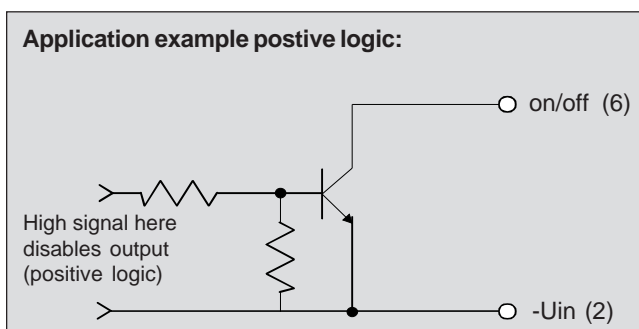 Application example postive logic:
on/off (6)
High signal here
disables output
(positive logic)
-Uin (2)